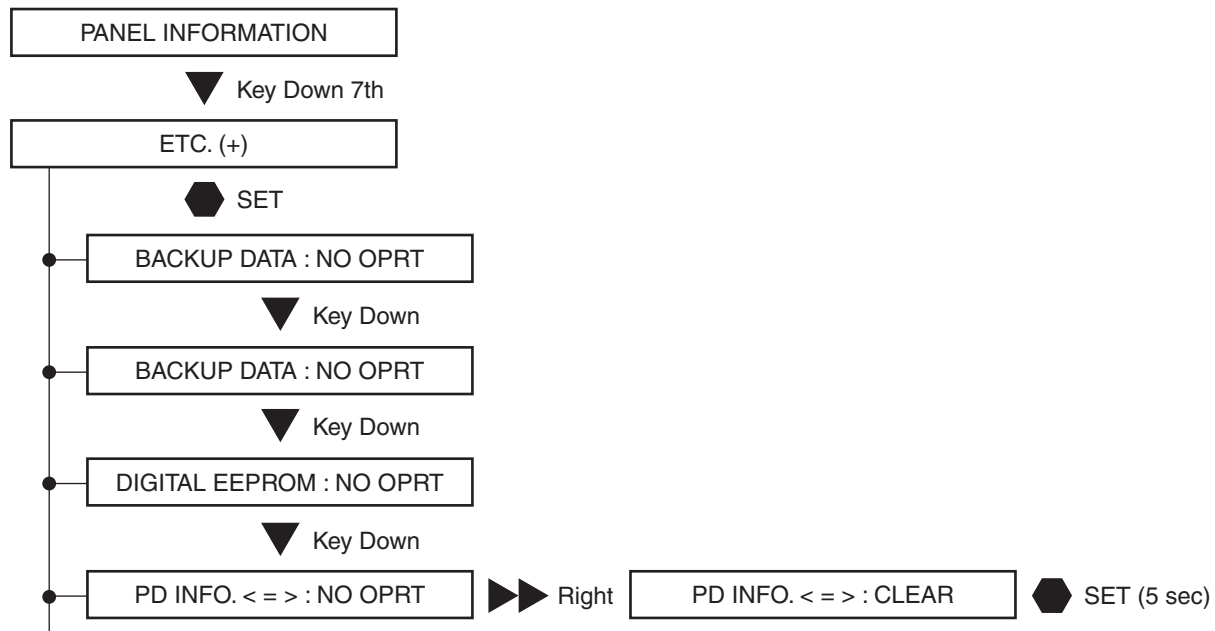 PANEL INFORMATION
Key Down 7th
ETC. (+)
SET
BACKUP DATA : NO OPRT
Key Down
BACKUP DATA : NO OPRT
Key Down
DIGITAL EEPROM : NO OPRT
Key Down
PD INFO. < = > : NO OPRT Right PD INFO. < = > : CLEAR SET (5 sec)